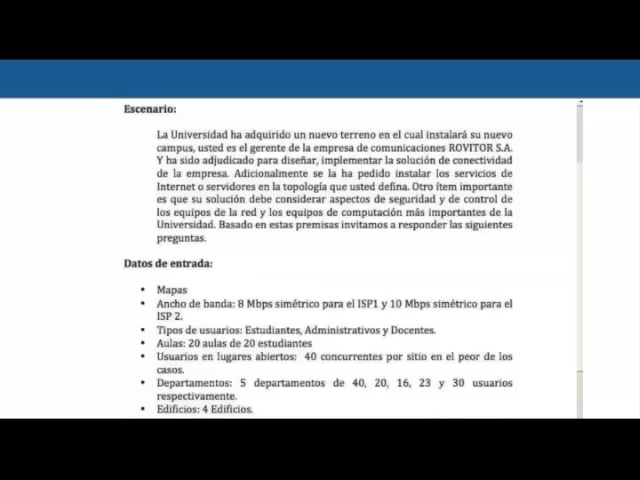 Escenario:
La Universidad ha adquirido un nuevo terreno en el cual instalará su nuevo
campus, usted es el gerente de la empresa de comunicaciones ROVITOR S.A.
Y ha sido adjudicado para diseñar, implementar la solución de conectividad
de la empresa. Adicionalmente se la ha pedido instalar los servicios de
Internet o servidores en la topología que usted defina. Otro ítem importante
es que su solución debe considerar aspectos de seguridad y de control de
los equipos de la red y los equipos de computación más importantes de la
Universidad. Basado en estas premisas invitamos a responder las siguientes
preguntas.
Datos de entrada:
• Mapas
• Ancho de banda: 8 Mbps simétrico para el ISP1 y 10 Mbps simétrico para el
ISP 2.
• Tipos de usuarios: Estudiantes, Administrativos y Docentes.
• Aulas: 20 aulas de 20 estudiantes
• Usuarios en lugares abiertos: 40 concurrentes por sitio en el peor de los
casos.
• Departamentos: 5 departamentos de 40, 20, 16, 23 y 30 usuarios
respectivamente.
• Edificios: 4 Edificios.